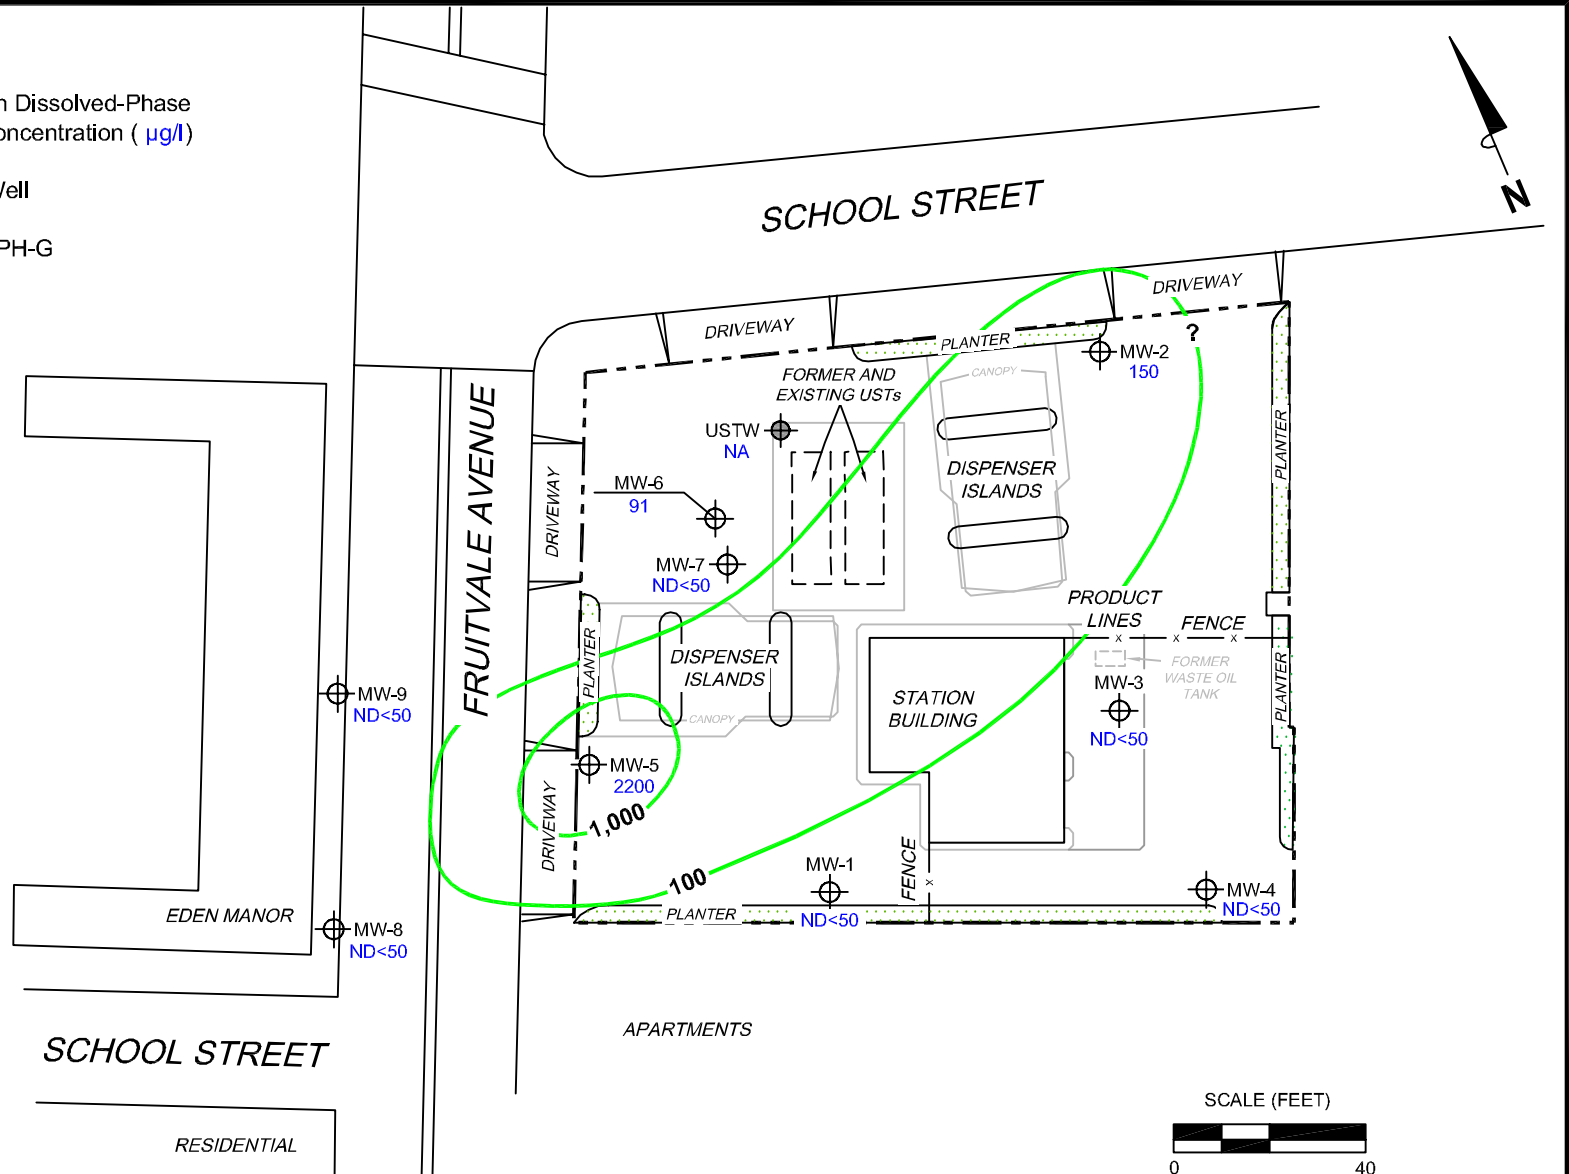 n Dissolved-Phase
oncentration ( µg/l)
Well
PH-G
N
SCHOOL STREET
DRIVEWAY
DRIVEWAY
PLANTER
?
MW-2
150
FORMER AND
EXISTING USTs
CANOPY
USTW
NA
FRUITVALE AVENUE
DRIVEWAY
PLANTER
DISPENSER
ISLANDS
MW-6
91
MW-7
ND<50
PRODUCT
LINES
x x x
FENCE
PLANTER
DISPENSER
ISLANDS
CANOPY
FORMER
WASTE OIL
TANK
PLANTER
MW-3
ND<50
STATION
BUILDING
MW-9
ND<50
MW-5
2200
1,000
DRIVEWAY
100
MW-1
ND<50
FENCE
x
MW-4
ND<50
PLANTER
EDEN MANOR
MW-8
ND<50
APARTMENTS
SCHOOL STREET
RESIDENTIAL
SCALE (FEET)
0 40